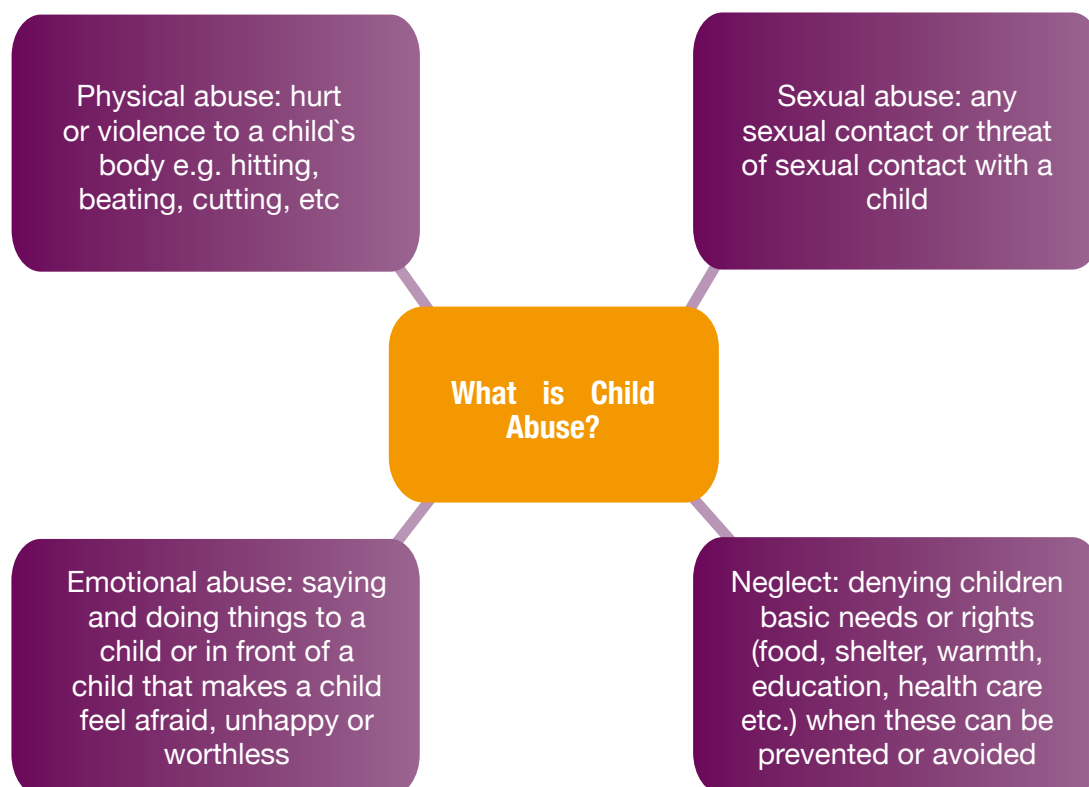 Physical abuse: hurt
or violence to a child`s
body e.g. hitting,
beating, cutting, etc
Sexual abuse: any
sexual contact or threat
of sexual contact with a
child
What is Child
Abuse?
Emotional abuse: saying
and doing things to a
child or in front of a
child that makes a child
feel afraid, unhappy or
worthless
Neglect: denying children
basic needs or rights
(food, shelter, warmth,
education, health care
etc.) when these can be
prevented or avoided